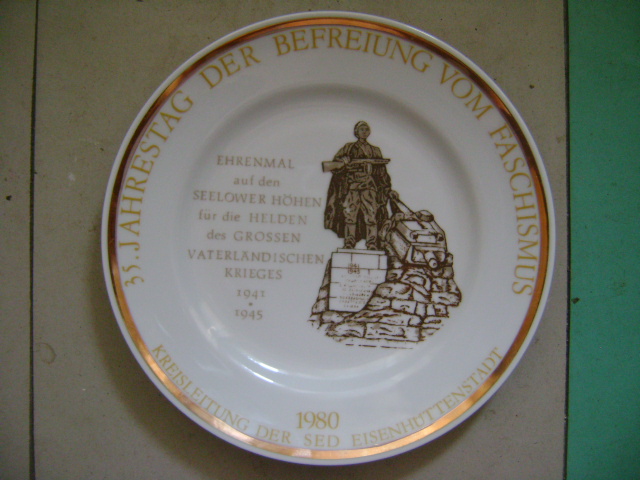 35. JAHRESTAG DER BEFREIUNG VOM FASCHISMUS
EHRENMAL
auf den
SEELOWER HÖHEN
für die HELDEN
des GROSSEN
VATERLÄNDISCHEN
KRIEGES
1941
*
1945
1980
KREISLEITUNG DER SED EISENHÜTTENSTADT